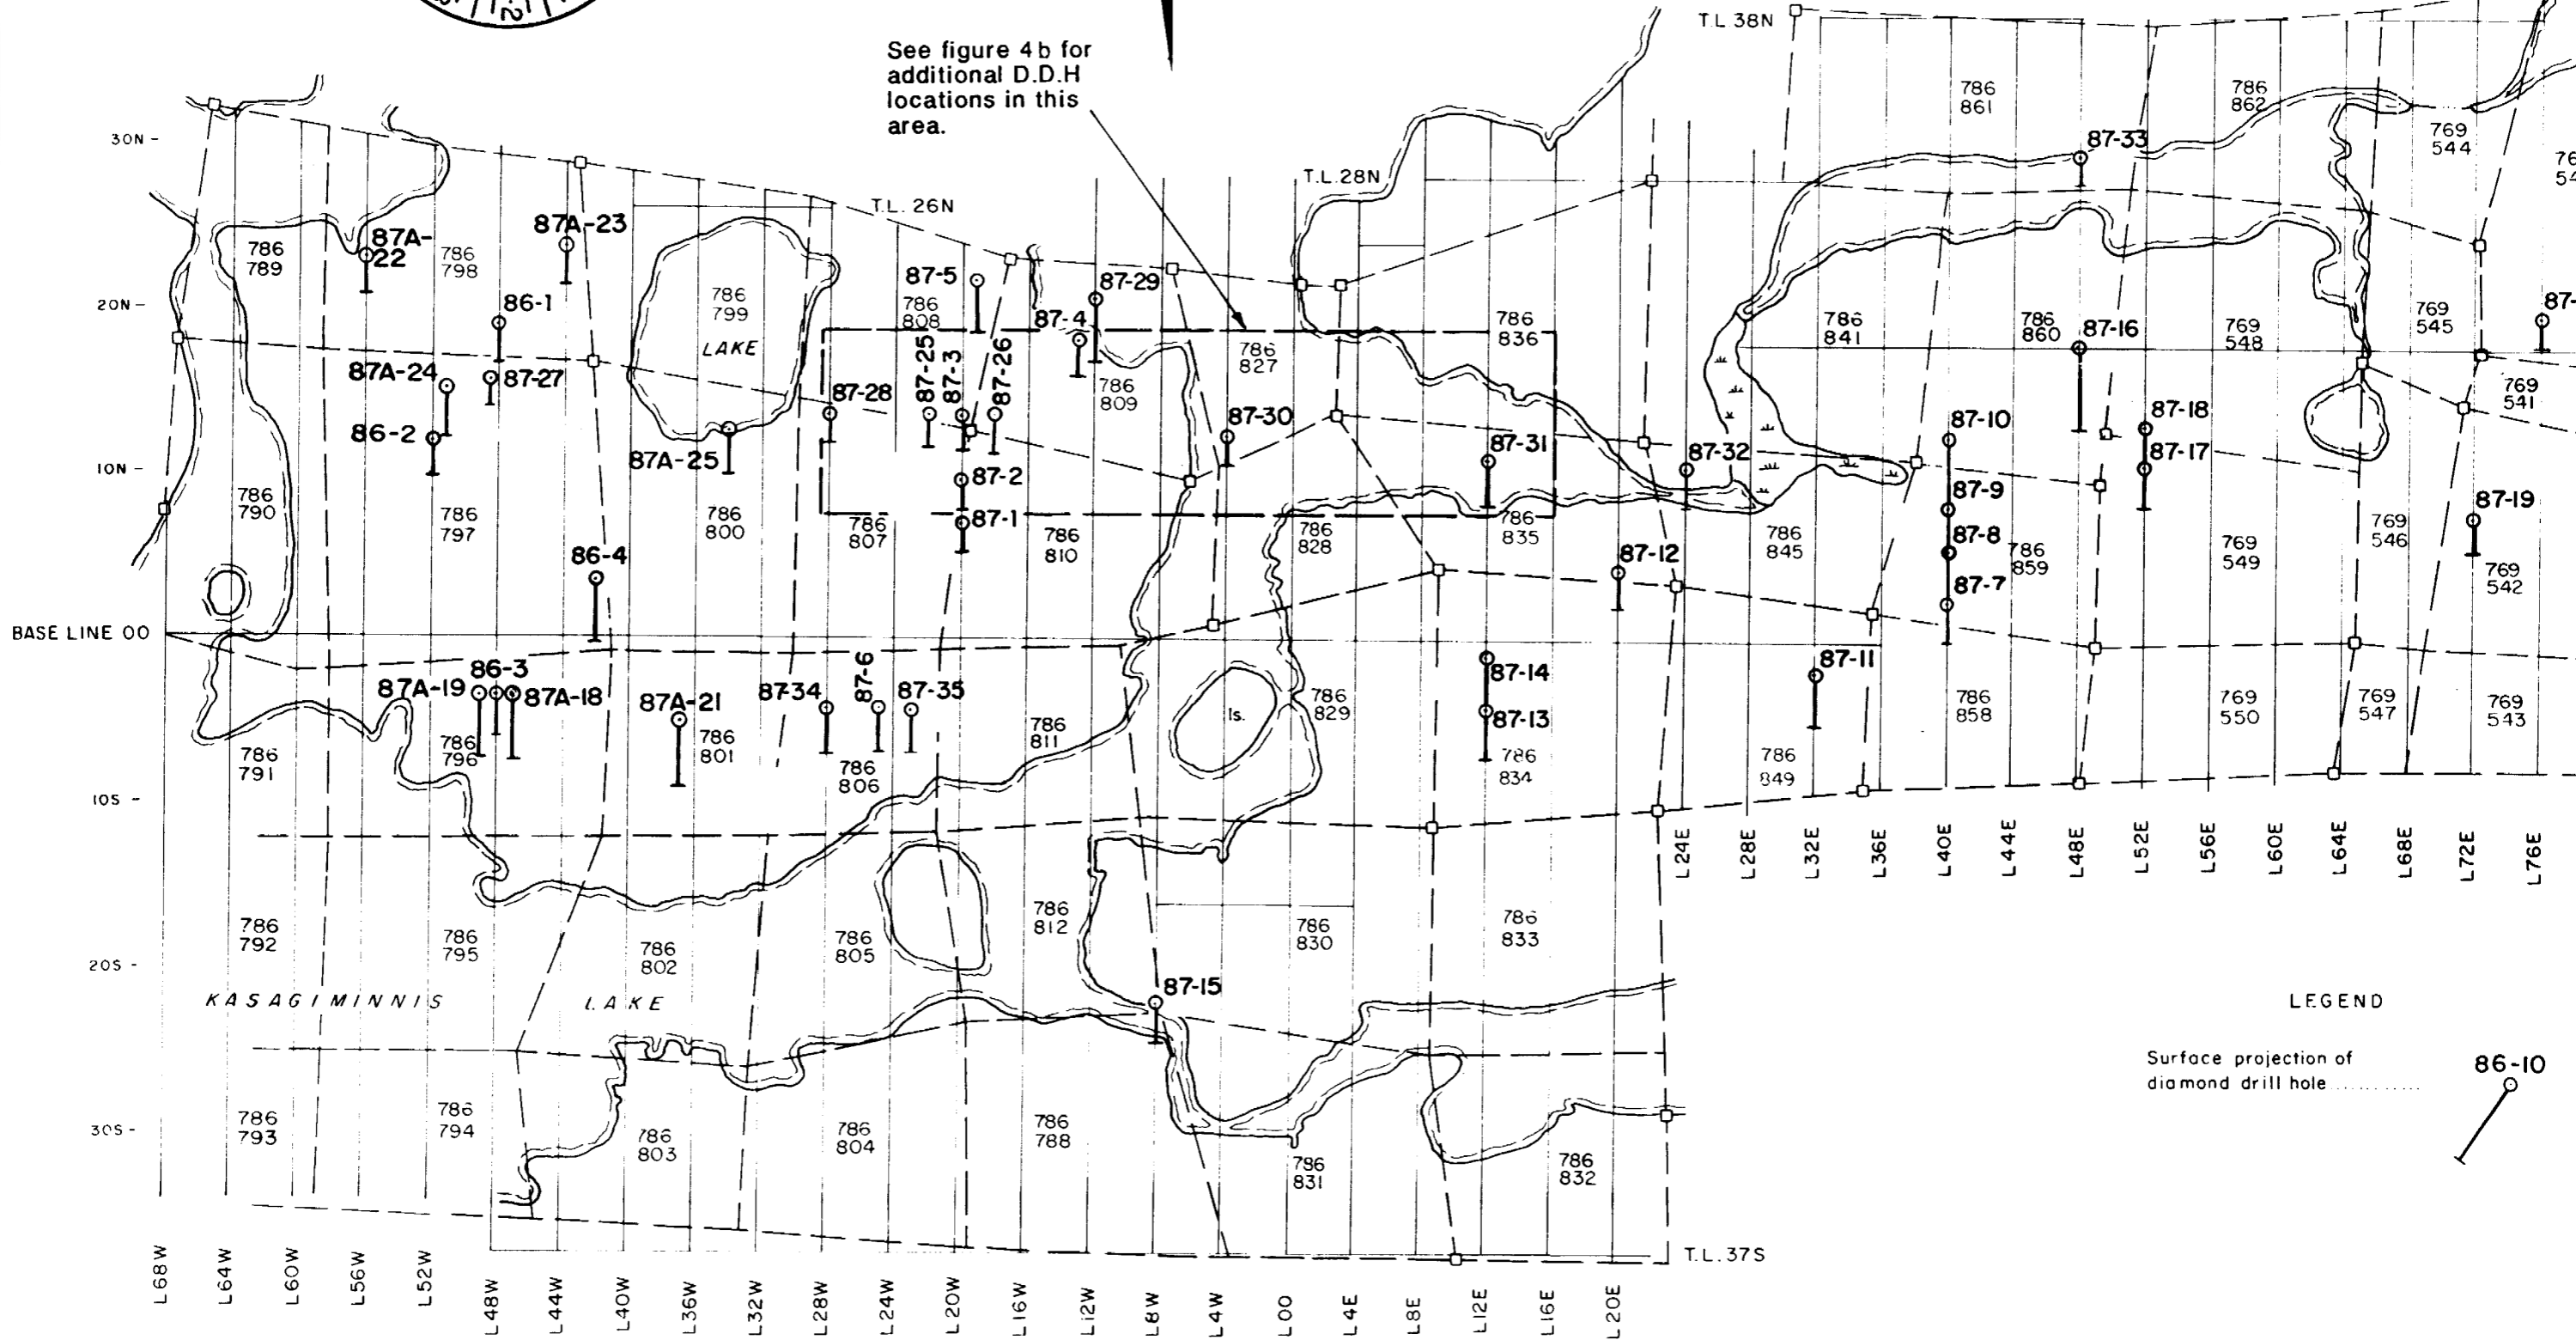 T.L. 38N
See figure 4b for
additional D.D.H
locations in this
area.
786
861
786
862
769
544
30N
87-33
T.L. 28N
T.L. 26N
87A-23
87A-
22
786
789
786
798
20N
86-1
87-5
786
808
87-29
87-4
786
799
LAKE
786
827
786
836
786
841
786
860
87-16
769
548
769
545
87A-24
87-27
87-28
87-25
87-3
87-26
786
809
769
541
86-2
87A-25
87-30
87-31
87-32
87-10
87-18
87-17
10N
87-2
87-9
87-19
786
790
786
797
786
800
786
807
87-1
786
810
786
828
786
835
786
845
87-8
786
859
769
549
769
546
769
542
86-4
87-12
87-7
BASE LINE 00
86-3
87A-19
87A-18
87A-21
87-34
87-6
87-35
87-14
87-11
87-13
786
791
786
796
786
801
786
806
786
811
Is.
786
829
786
834
786
849
786
858
769
550
769
547
769
543
10S
L24E
L28E
L32E
L36E
L40E
L44E
L48E
L52E
L56E
L60E
L64E
L68E
L72E
L76E
786
792
786
795
786
802
786
805
786
812
786
830
786
833
20S
KASAGIMINNIS LAKE
87-15
LEGEND
Surface projection of
diamond drill hole
86-10
30S
786
793
786
794
786
803
786
804
786
788
786
831
786
832
T.L. 37S
L68W
L64W
L60W
L56W
L52W
L48W
L44W
L40W
L36W
L32W
L28W
L24W
L20W
L16W
L12W
L8W
L4W
L00
L4E
L8E
L12E
L16E
L20E